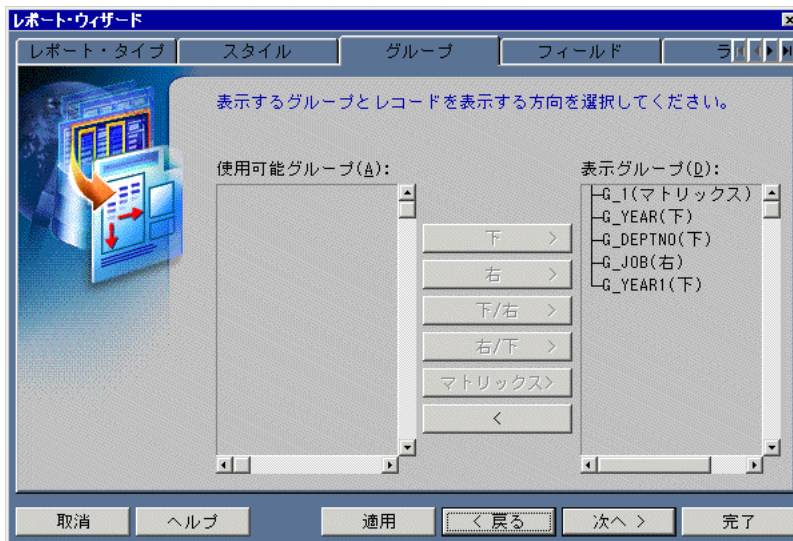 レポート・ウィザード
レポート・タイプ
スタイル
グループ
フィールド
ラ
表示するグループとレコードを表示する方向を選択してください。
使用可能グループ(A):
表示グループ(D):
G_1(マトリックス)
G_YEAR(下)
G_DEPTNO(下)
G_JOB(右)
G_YEAR1(下)
下 >
右 >
下/右 >
右/下 >
マトリックス>
<
取消
ヘルプ
適用
< 戻る
次へ >
完了